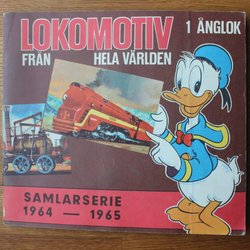 LOKOMOTIV
FRÅN HELA VÄRLDEN
1 ÅNGLOK
SAMLARSERIE
1964 — 1965